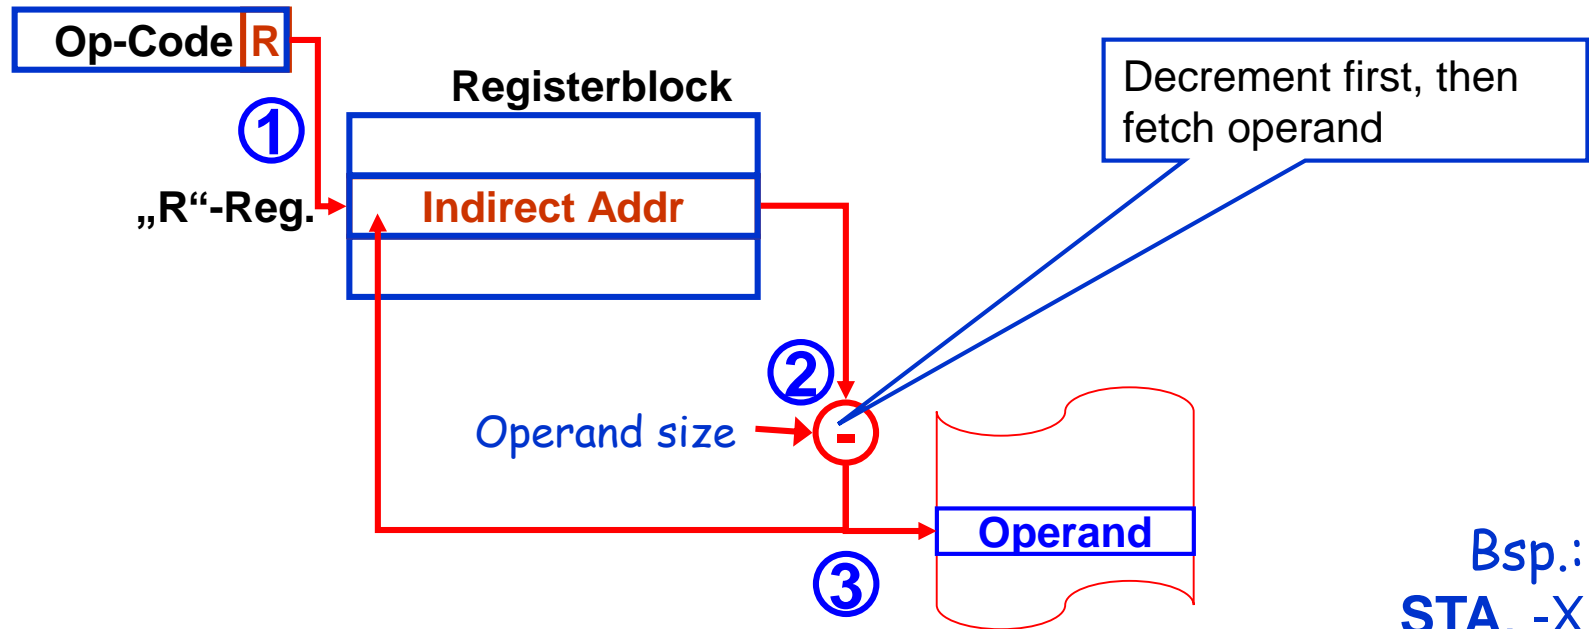 Op-Code R
Registerblock
Decrement first, then
fetch operand
①
„R“-Reg.
Indirect Addr
②
Operand size
-
Operand
③
Bsp.:
STA. -X